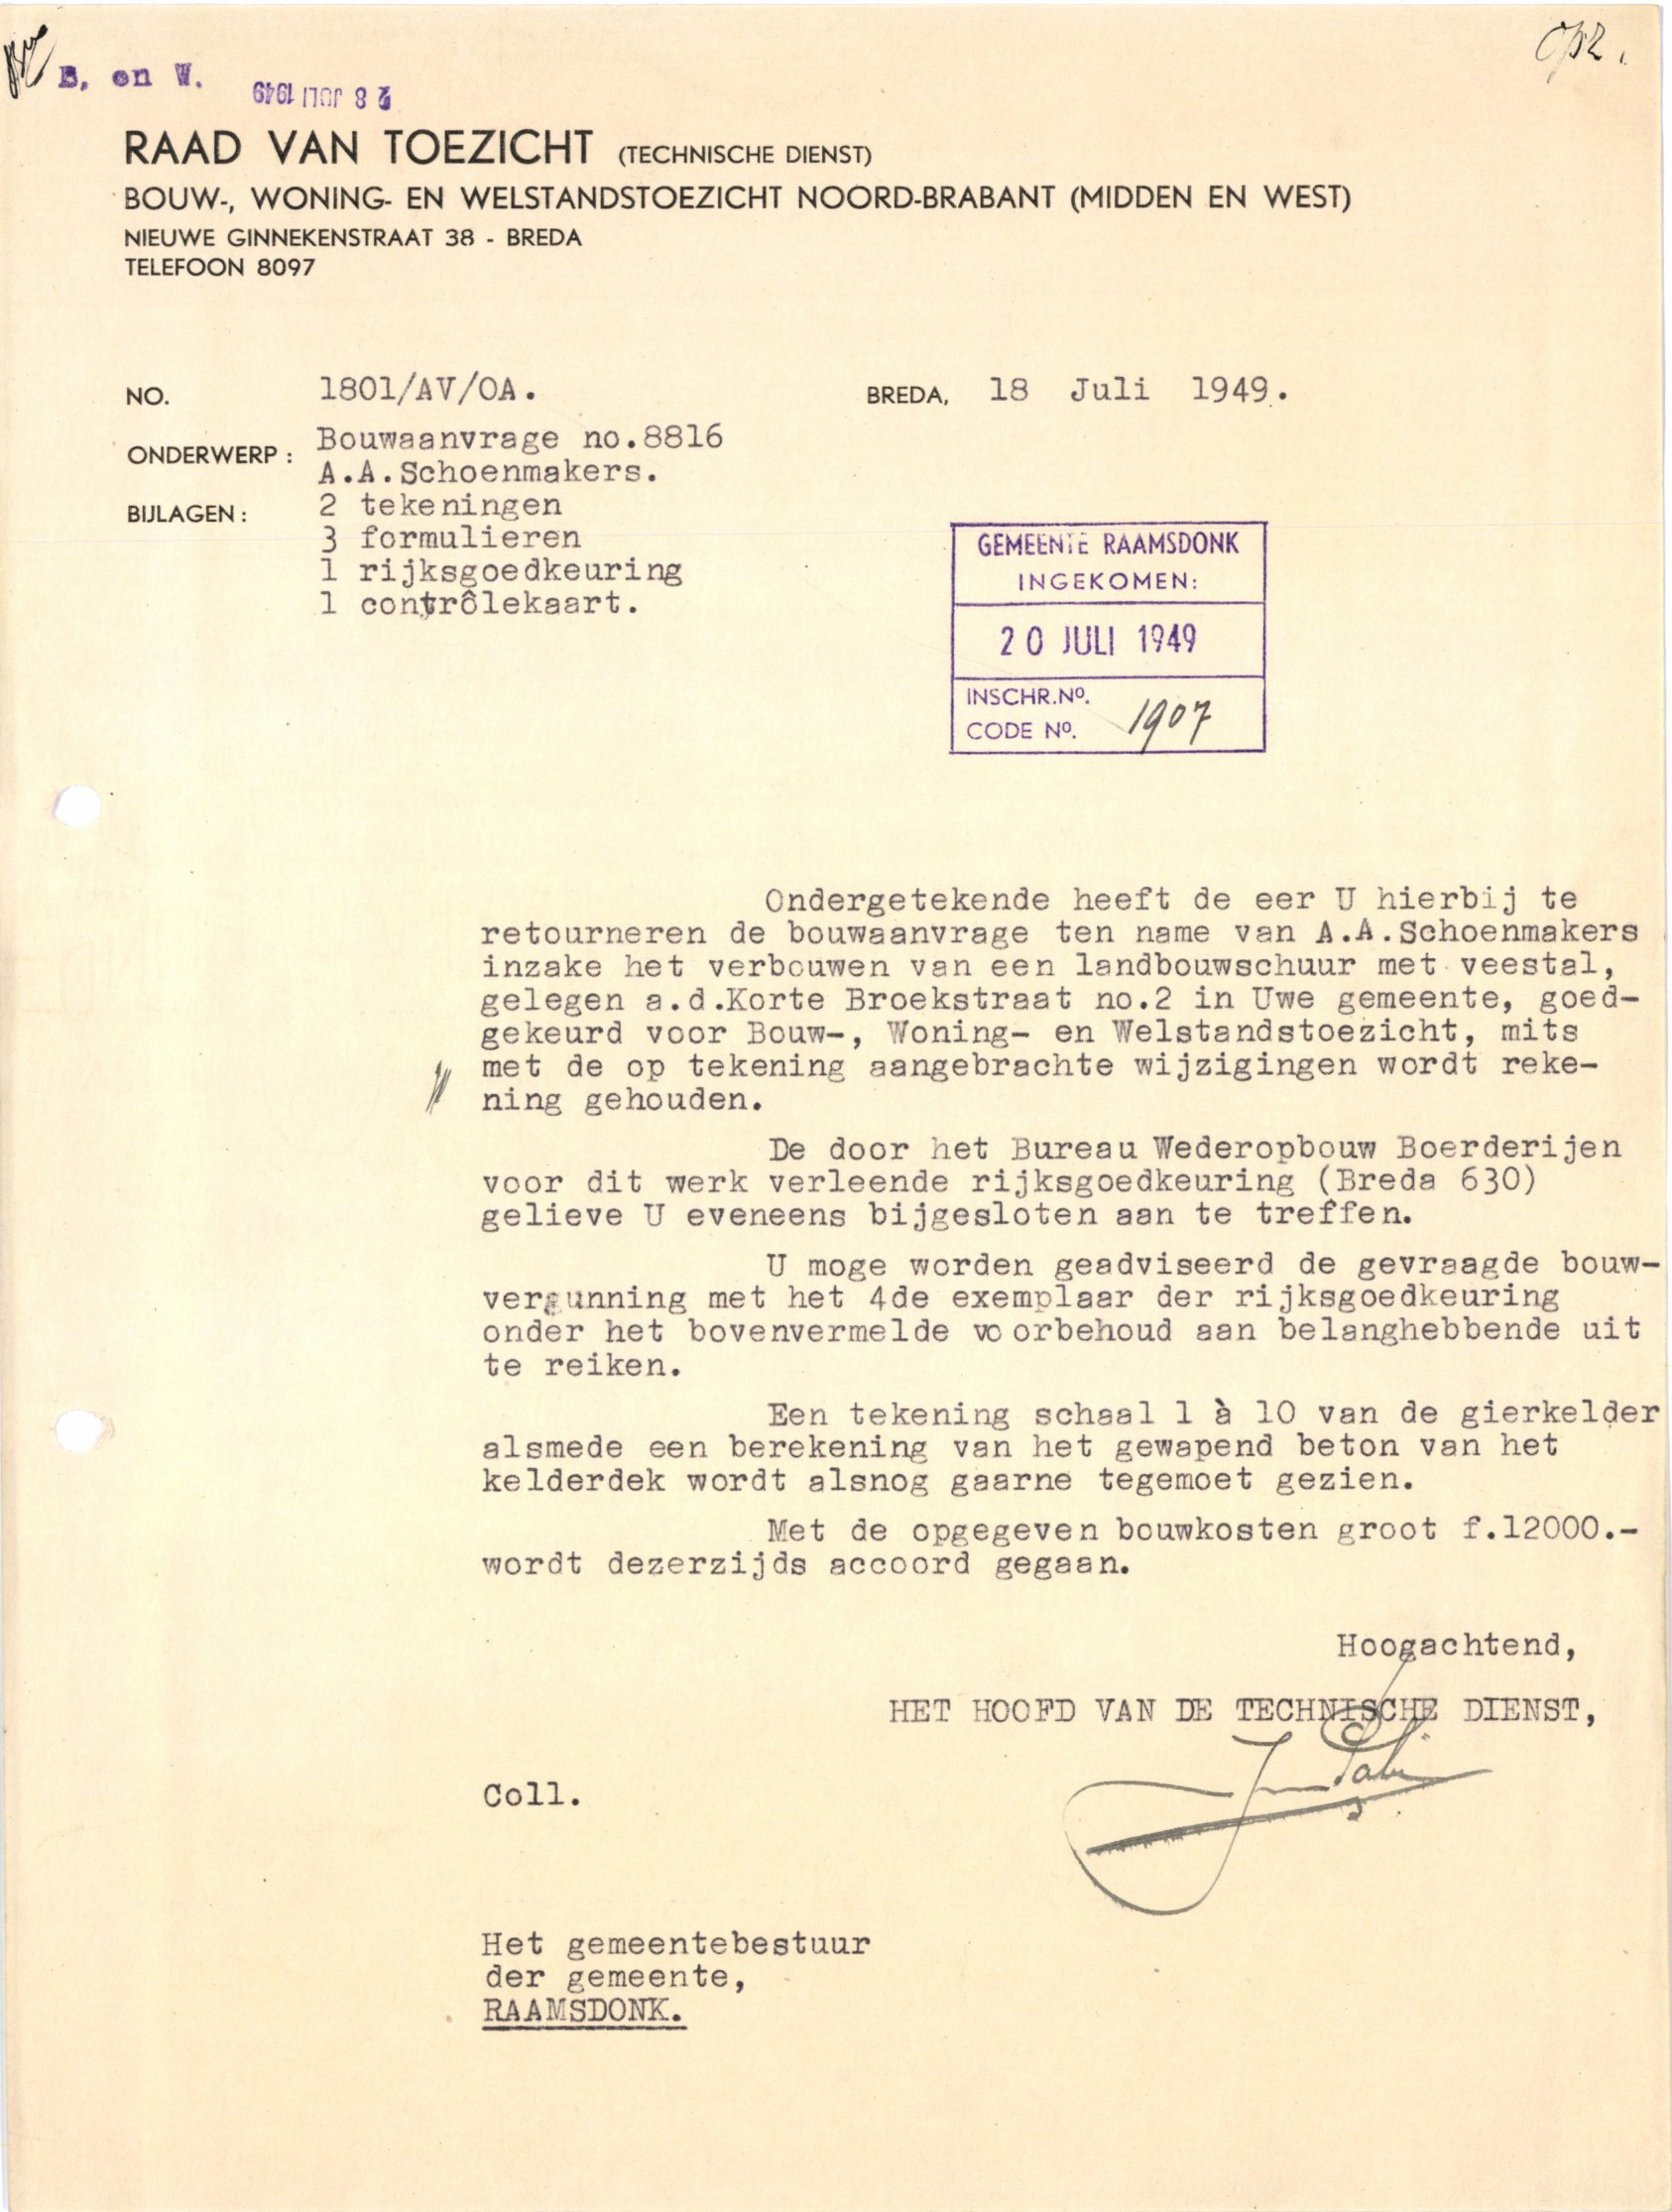 opz.
B. en W.
28 JULI 1949
RAAD VAN TOEZICHT (TECHNISCHE DIENST)
BOUW-, WONING- EN WELSTANDSTOEZICHT NOORD-BRABANT (MIDDEN EN WEST)
NIEUWE GINNEKENSTRAAT 38 - BREDA
TELEFOON 8097
NO. 1801/AV/OA. BREDA, 18 Juli 1949.
ONDERWERP: Bouwaanvrage no.8816
A.A.Schoenmakers.
BIJLAGEN: 2 tekeningen
3 formulieren
1 rijksgoedkeuring
1 contrôlekaart.
GEMEENTE RAAMSDONK
INGEKOMEN:
20 JULI 1949
INSCHR.No.
CODE No. 1907
Ondergetekende heeft de eer U hierbij te
retourneren de bouwaanvrage ten name van A.A.Schoenmakers
inzake het verbouwen van een landbouwschuur met veestal,
gelegen a.d.Korte Broekstraat no.2 in Uwe gemeente, goed-
gekeurd voor Bouw-, Woning- en Welstandstoezicht, mits
met de op tekening aangebrachte wijzigingen wordt reke-
ning gehouden.
De door het Bureau Wederopbouw Boerderijen
voor dit werk verleende rijksgoedkeuring (Breda 630)
gelieve U eveneens bijgesloten aan te treffen.
U moge worden geadviseerd de gevraagde bouw-
vergunning met het 4de exemplaar der rijksgoedkeuring
onder het bovenvermelde voorbehoud aan belanghebbende uit
te reiken.
Een tekening schaal 1 à 10 van de gierkelder
alsmede een berekening van het gewapend beton van het
kelderdek wordt alsnog gaarne tegemoet gezien.
Met de opgegeven bouwkosten groot f.12000.-
wordt dezerzijds accoord gegaan.
Hoogachtend,
HET HOOFD VAN DE TECHNISCHE DIENST,
Coll.
Het gemeentebestuur
der gemeente,
RAAMSDONK.